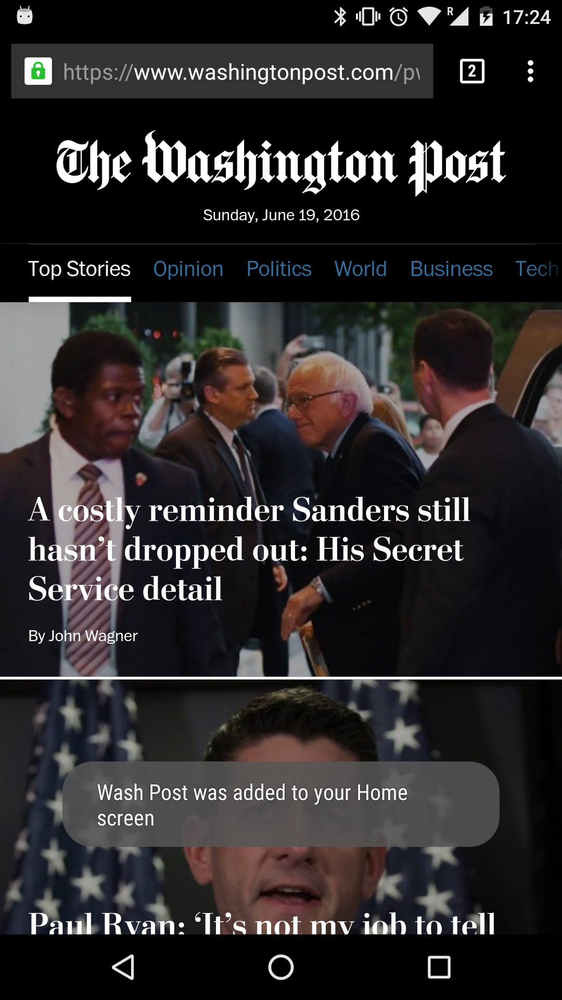 R 17:24
https://www.washingtonpost.com/pw
2
The Washington Post
Sunday, June 19, 2016
Top Stories Opinion Politics World Business Tech
A costly reminder Sanders still
hasn’t dropped out: His Secret
Service detail
By John Wagner
Wash Post was added to your Home
screen
Paul Ryan: ‘It’s not my job to tell